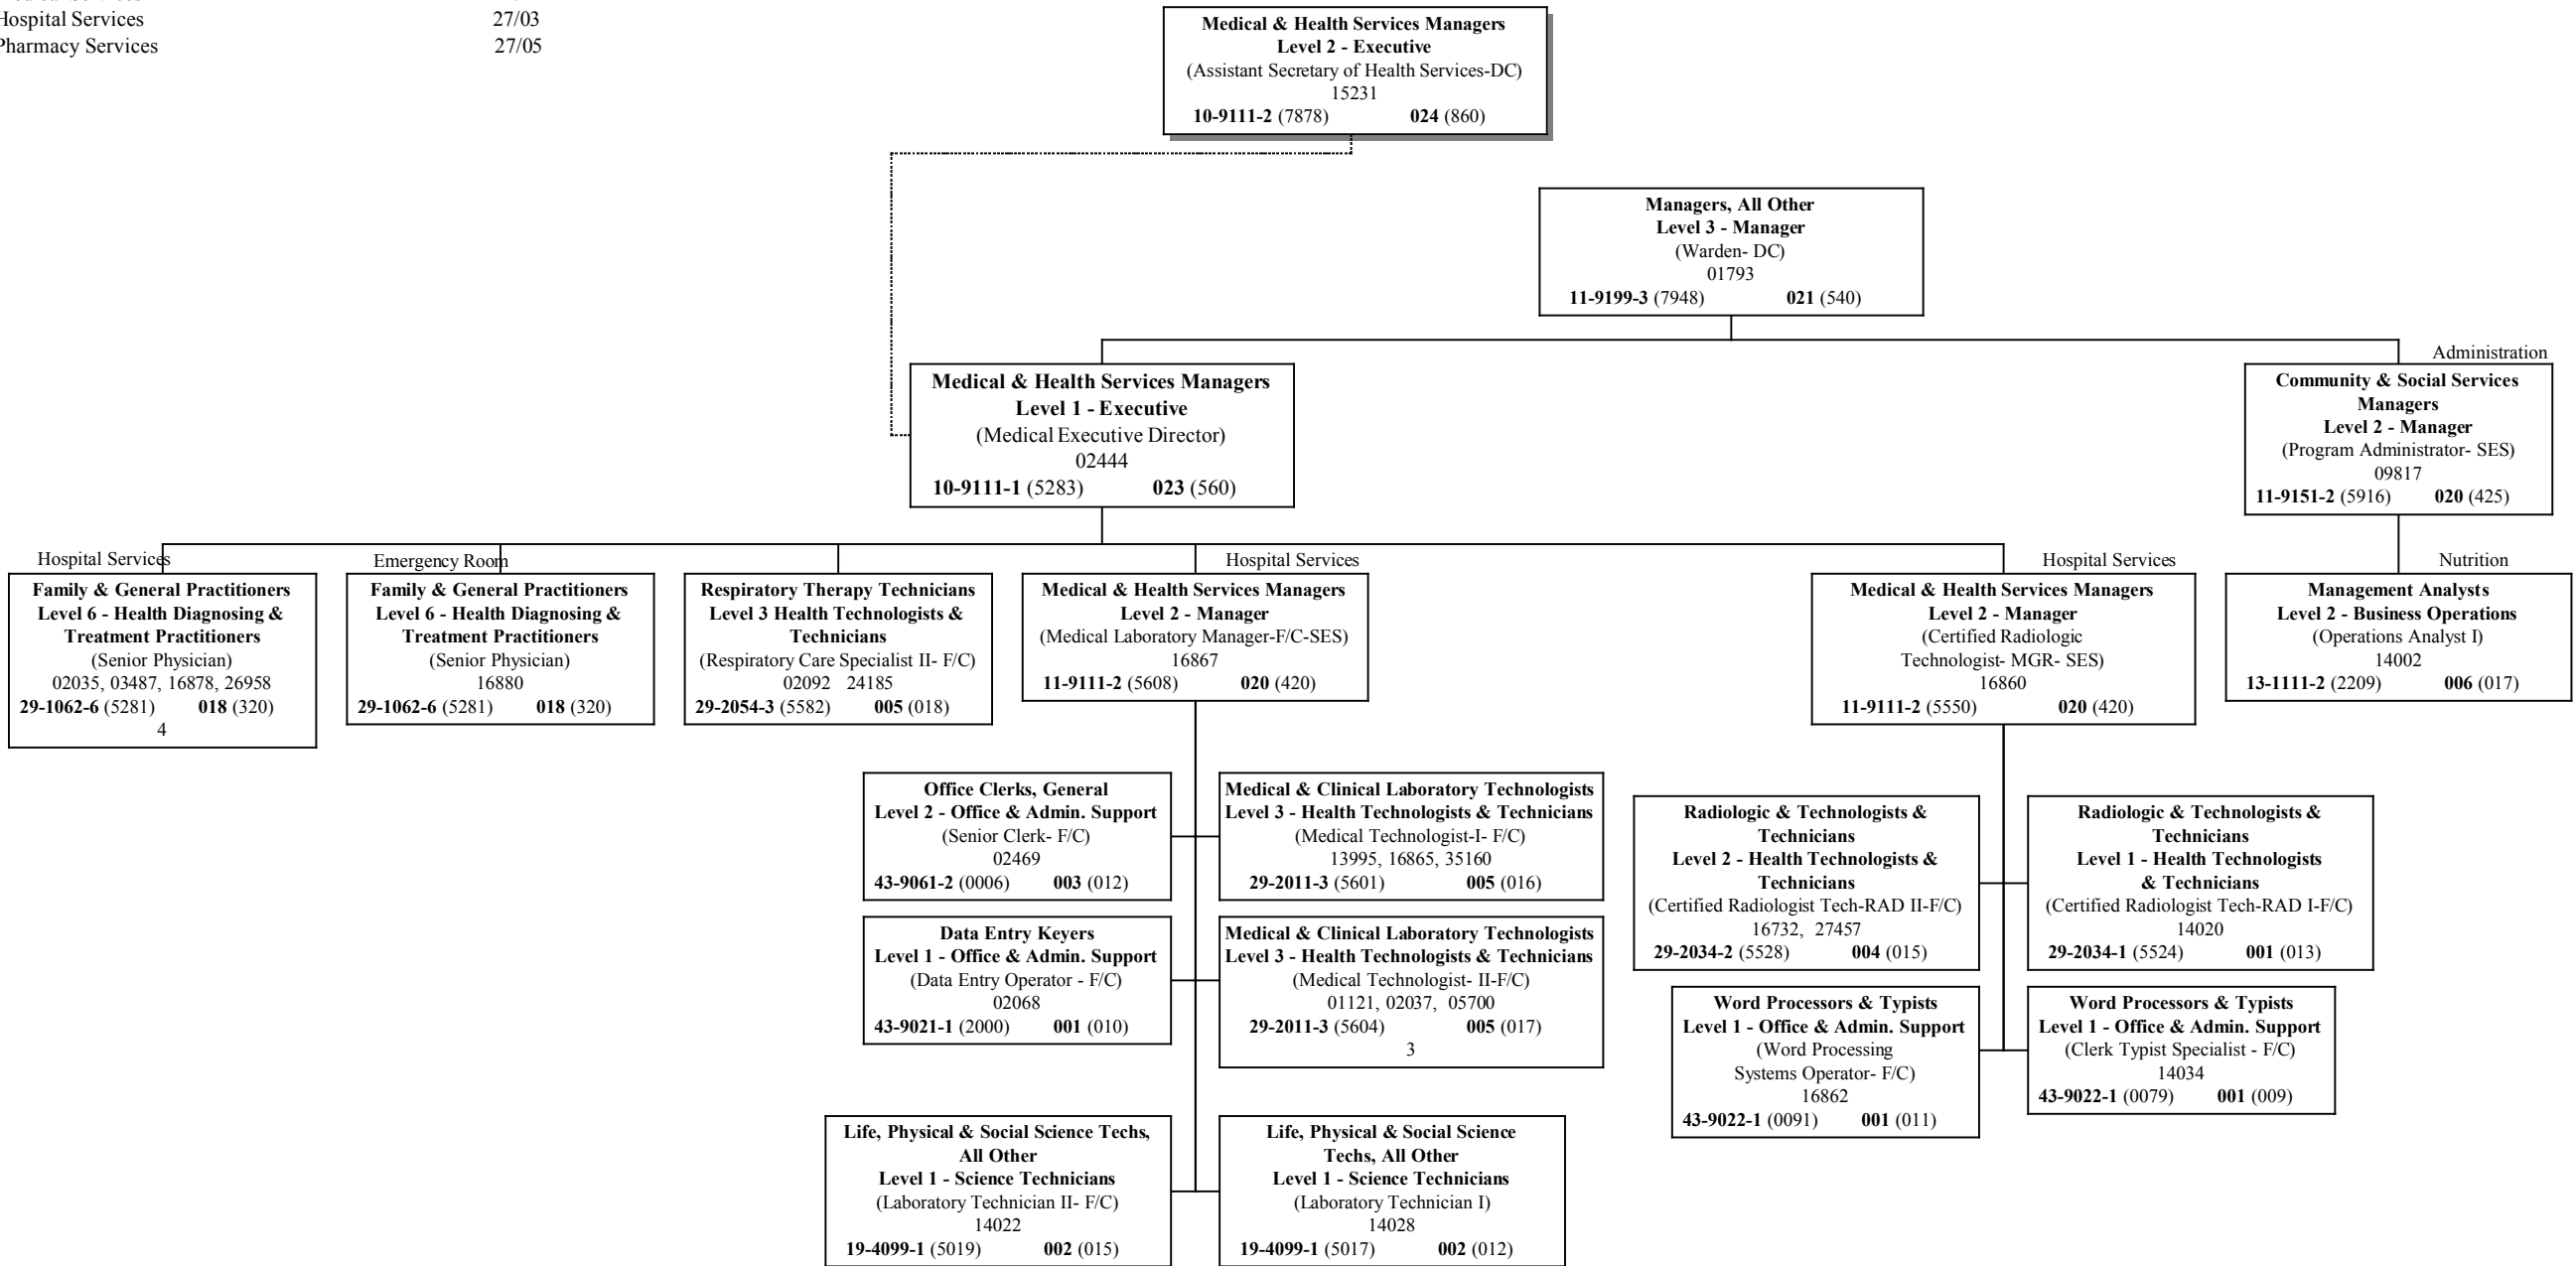 Hospital Services 27/03
Pharmacy Services 27/05
Medical & Health Services Managers
Level 2 - Executive
(Assistant Secretary of Health Services-DC)
15231
10-9111-2 (7878) 024 (860)
Managers, All Other
Level 3 - Manager
(Warden- DC)
01793
11-9199-3 (7948) 021 (540)
Medical & Health Services Managers
Level 1 - Executive
(Medical Executive Director)
02444
10-9111-1 (5283) 023 (560)
Administration
Community & Social Services
Managers
Level 2 - Manager
(Program Administrator- SES)
09817
11-9151-2 (5916) 020 (425)
Hospital Services
Family & General Practitioners
Level 6 - Health Diagnosing &
Treatment Practitioners
(Senior Physician)
02035, 03487, 16878, 26958
29-1062-6 (5281) 018 (320)
4
Emergency Room
Family & General Practitioners
Level 6 - Health Diagnosing &
Treatment Practitioners
(Senior Physician)
16880
29-1062-6 (5281) 018 (320)
Respiratory Therapy Technicians
Level 3 Health Technologists &
Technicians
(Respiratory Care Specialist II- F/C)
02092 24185
29-2054-3 (5582) 005 (018)
Hospital Services
Medical & Health Services Managers
Level 2 - Manager
(Medical Laboratory Manager-F/C-SES)
16867
11-9111-2 (5608) 020 (420)
Hospital Services
Medical & Health Services Managers
Level 2 - Manager
(Certified Radiologic
Technologist- MGR- SES)
16860
11-9111-2 (5550) 020 (420)
Nutrition
Management Analysts
Level 2 - Business Operations
(Operations Analyst I)
14002
13-1111-2 (2209) 006 (017)
Office Clerks, General
Level 2 - Office & Admin. Support
(Senior Clerk- F/C)
02469
43-9061-2 (0006) 003 (012)
Medical & Clinical Laboratory Technologists
Level 3 - Health Technologists & Technicians
(Medical Technologist-I- F/C)
13995, 16865, 35160
29-2011-3 (5601) 005 (016)
Radiologic & Technologists &
Technicians
Level 2 - Health Technologists &
Technicians
(Certified Radiologist Tech-RAD II-F/C)
16732, 27457
29-2034-2 (5528) 004 (015)
Radiologic & Technologists &
Technicians
Level 1 - Health Technologists
& Technicians
(Certified Radiologist Tech-RAD I-F/C)
14020
29-2034-1 (5524) 001 (013)
Data Entry Keyers
Level 1 - Office & Admin. Support
(Data Entry Operator - F/C)
02068
43-9021-1 (2000) 001 (010)
Medical & Clinical Laboratory Technologists
Level 3 - Health Technologists & Technicians
(Medical Technologist- II-F/C)
01121, 02037, 05700
29-2011-3 (5604) 005 (017)
3
Word Processors & Typists
Level 1 - Office & Admin. Support
(Word Processing
Systems Operator- F/C)
16862
43-9022-1 (0091) 001 (011)
Word Processors & Typists
Level 1 - Office & Admin. Support
(Clerk Typist Specialist - F/C)
14034
43-9022-1 (0079) 001 (009)
Life, Physical & Social Science Techs,
All Other
Level 1 - Science Technicians
(Laboratory Technician II- F/C)
14022
19-4099-1 (5019) 002 (015)
Life, Physical & Social Science
Techs, All Other
Level 1 - Science Technicians
(Laboratory Technician I)
14028
19-4099-1 (5017) 002 (012)